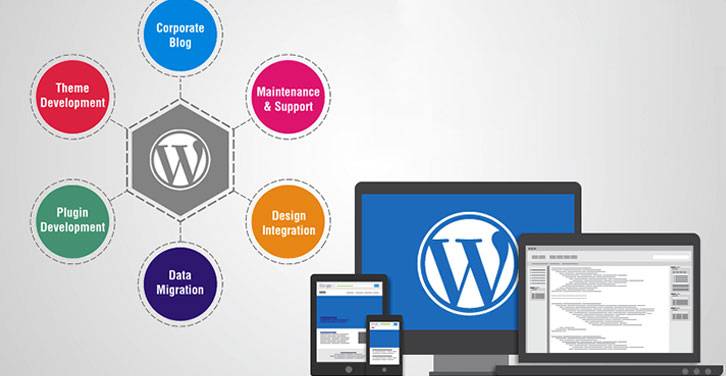 Corporate
Blog
Theme
Development
Maintenance
& Support
W
Plugin
Development
Design
Integration
Data
Migration
W